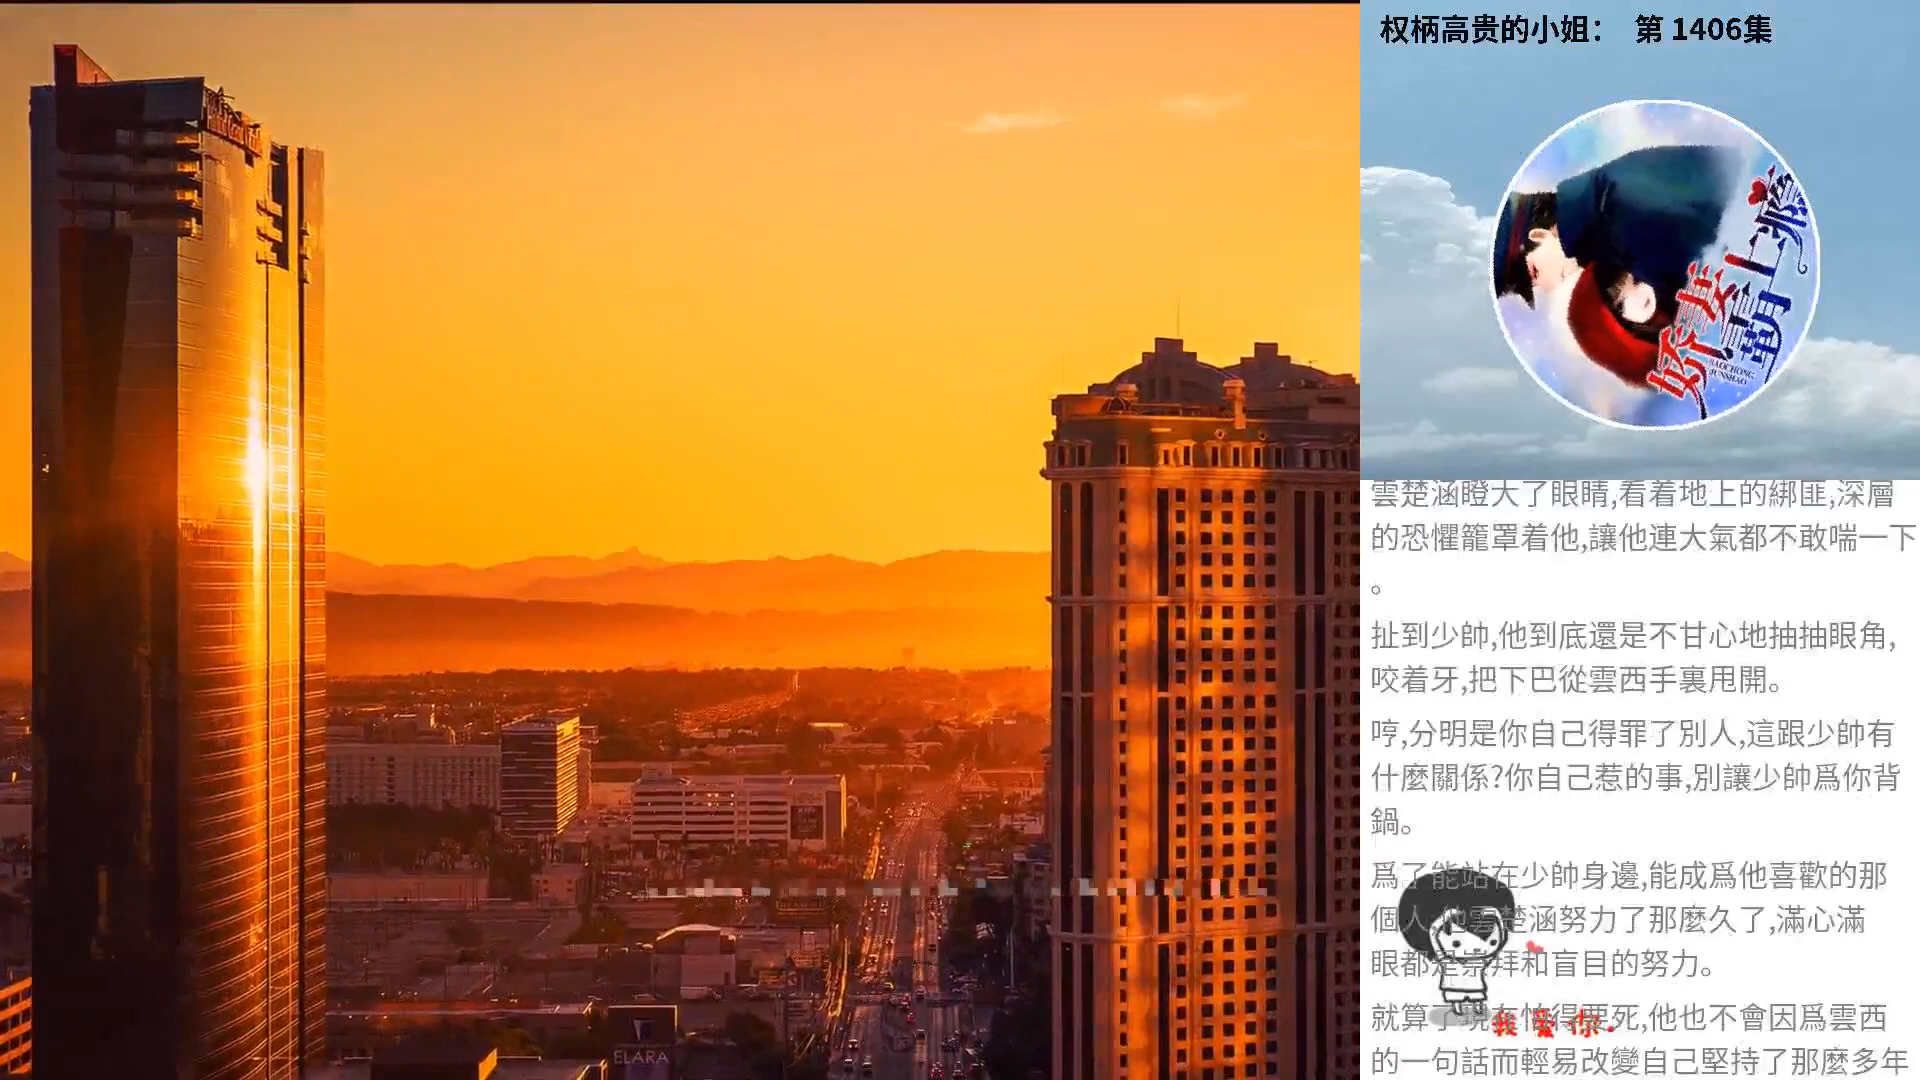 权柄高贵的小姐： 第 1406集
娇妻上瘾
霸
雲楚涵瞪大了眼睛,看着地上的綁匪,深層
的恐懼籠罩着他,讓他連大氣都不敢喘一下
。
扯到少帥,他到底還是不甘心地抽抽眼角,
咬着牙,把下巴從雲西手裏甩開。
哼,分明是你自己得罪了別人,這跟少帥有
什麼關係?你自己惹的事,別讓少帥爲你背
鍋。
爲了能站在少帥身邊,能成爲他喜歡的那
個人,他雲楚涵努力了那麼久了,滿心滿
眼都是崇拜和盲目的努力。
就算了現在怕得要死,他也不會因爲雲西
的一句話而輕易改變自己堅持了那麼多年
我爱你.
ELARA